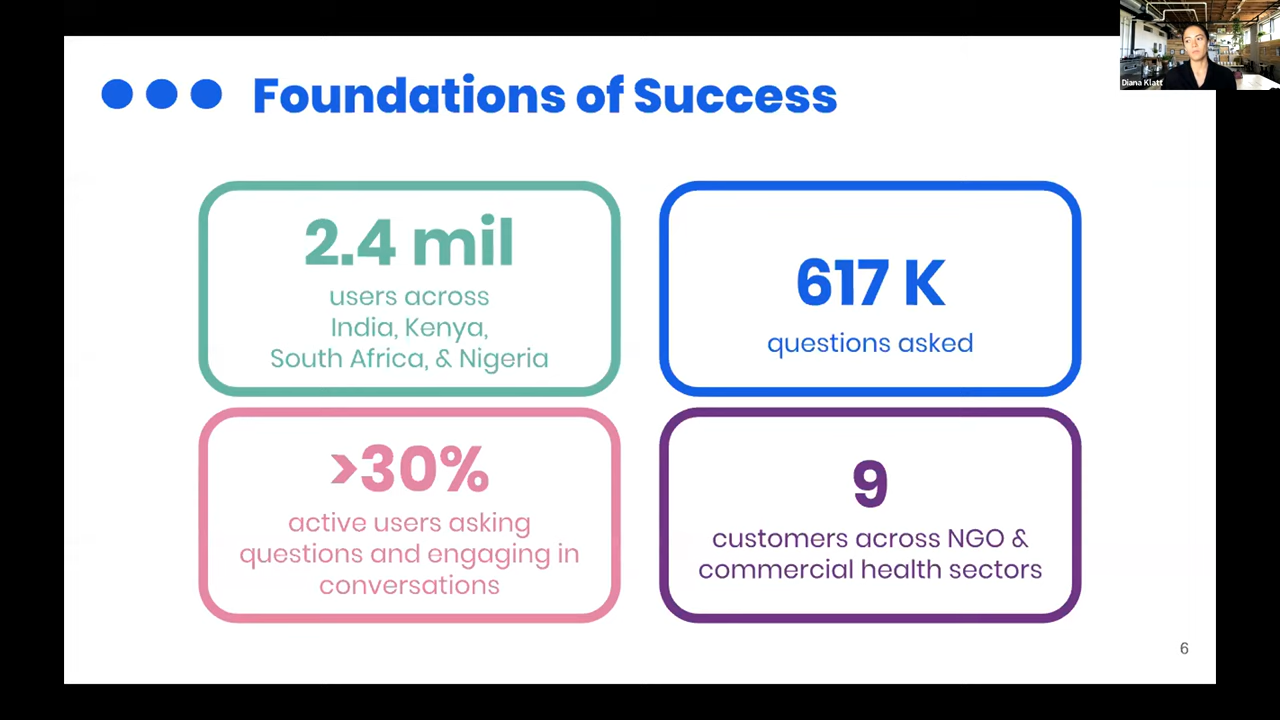 Diana Klatt
Foundations of Success
2.4 mil
users across
India, Kenya,
South Africa, & Nigeria
617 K
questions asked
>30%
active users asking
questions and engaging in
conversations
9
customers across NGO &
commercial health sectors
6